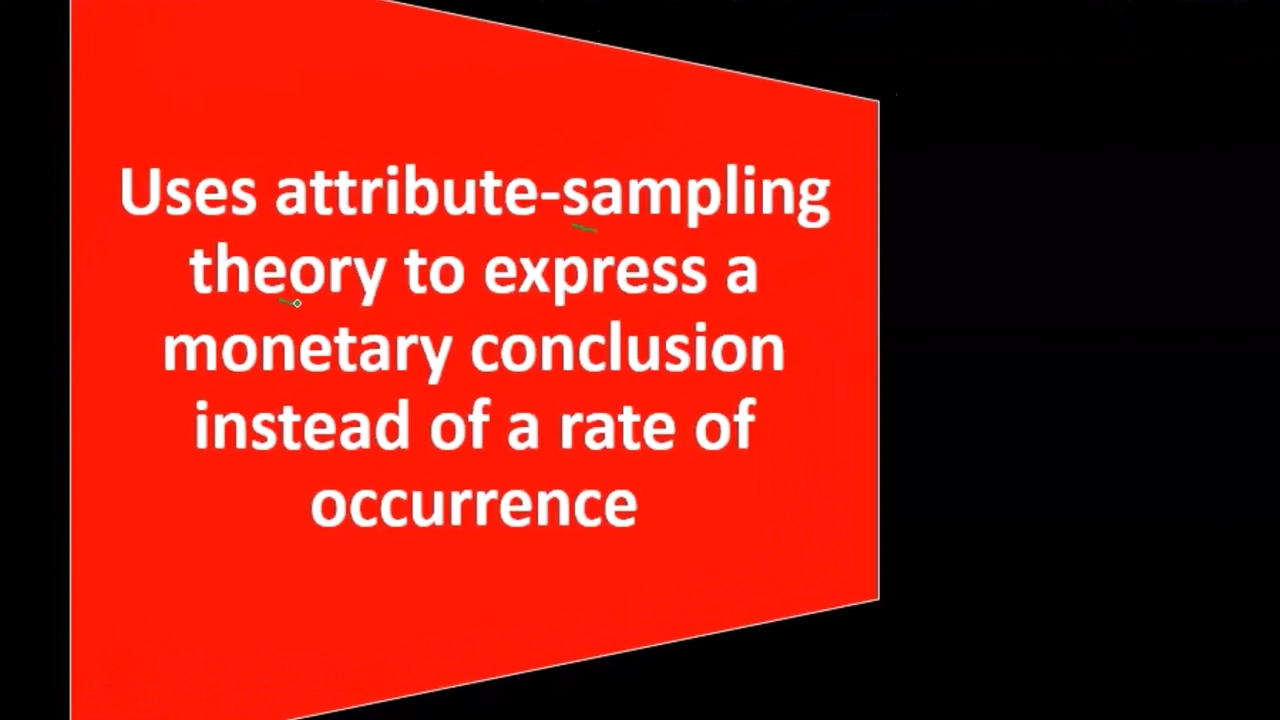 Uses attribute-sampling
theory to express a
monetary conclusion
instead of a rate of
occurrence